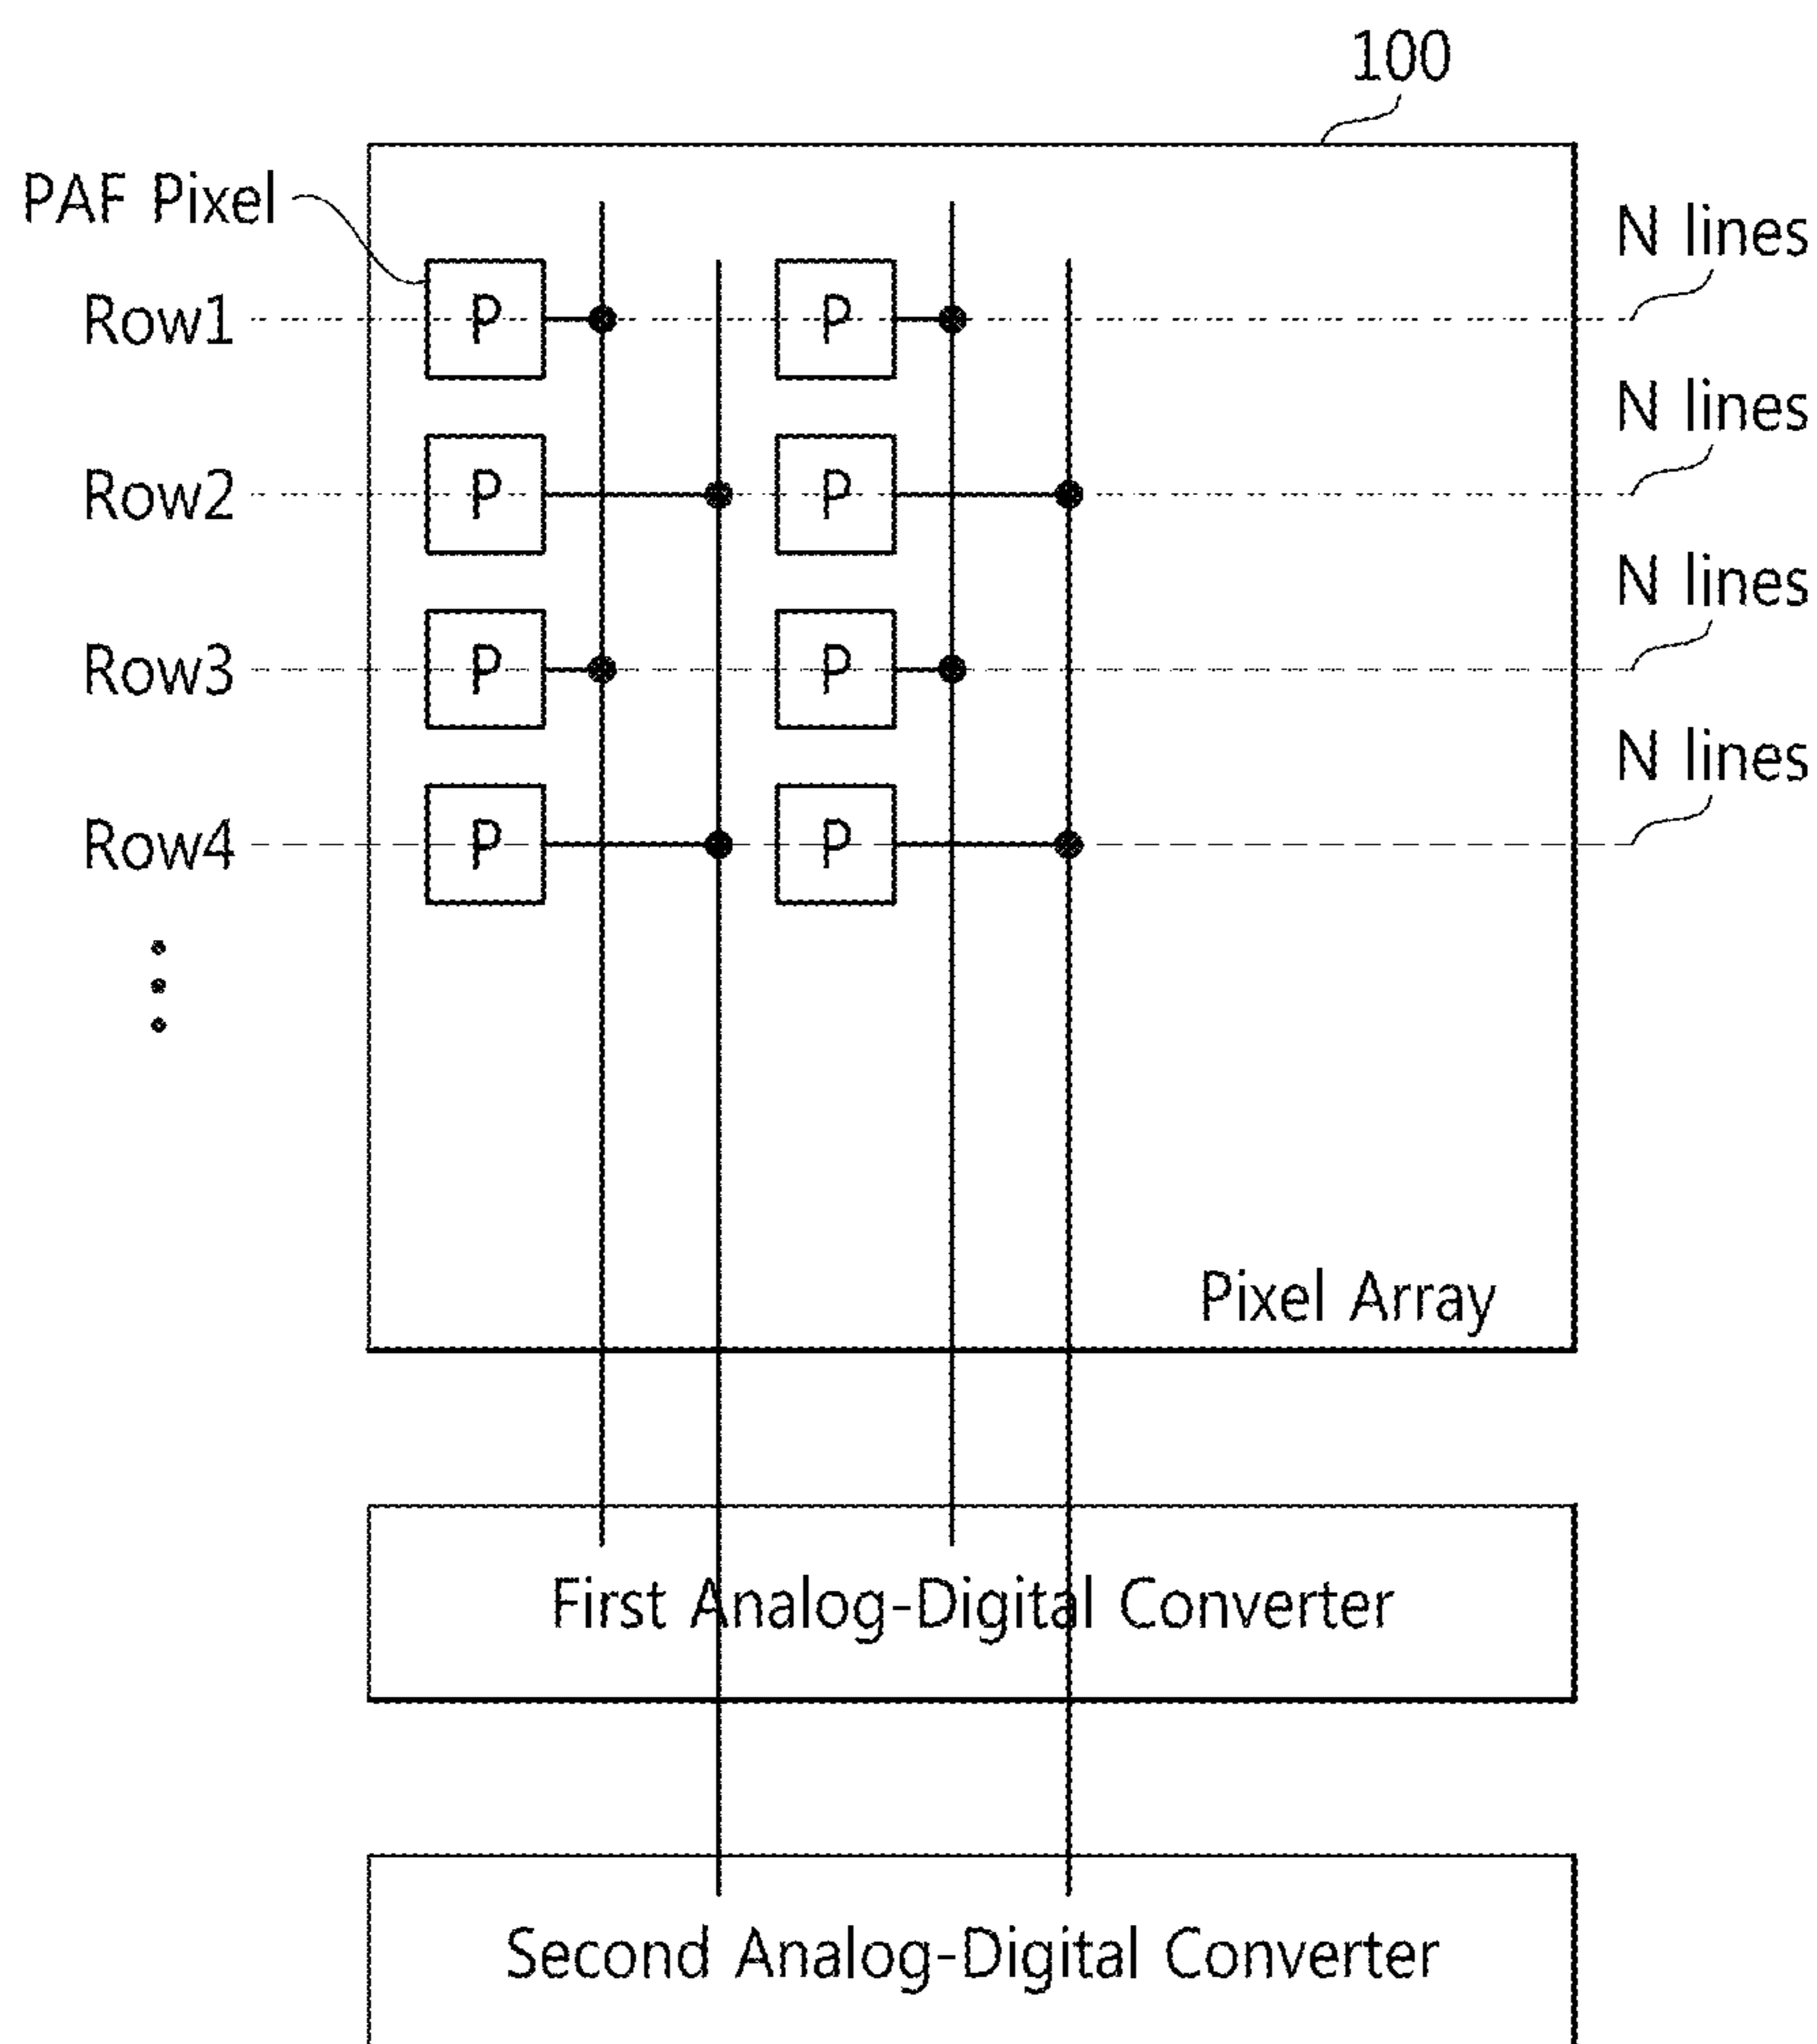 100
PAF Pixel
N lines
Row1
P
P
N lines
Row2
P
P
N lines
Row3
P
P
N lines
Row4
P
P
Pixel Array
First Analog-Digital Converter
Second Analog-Digital Converter